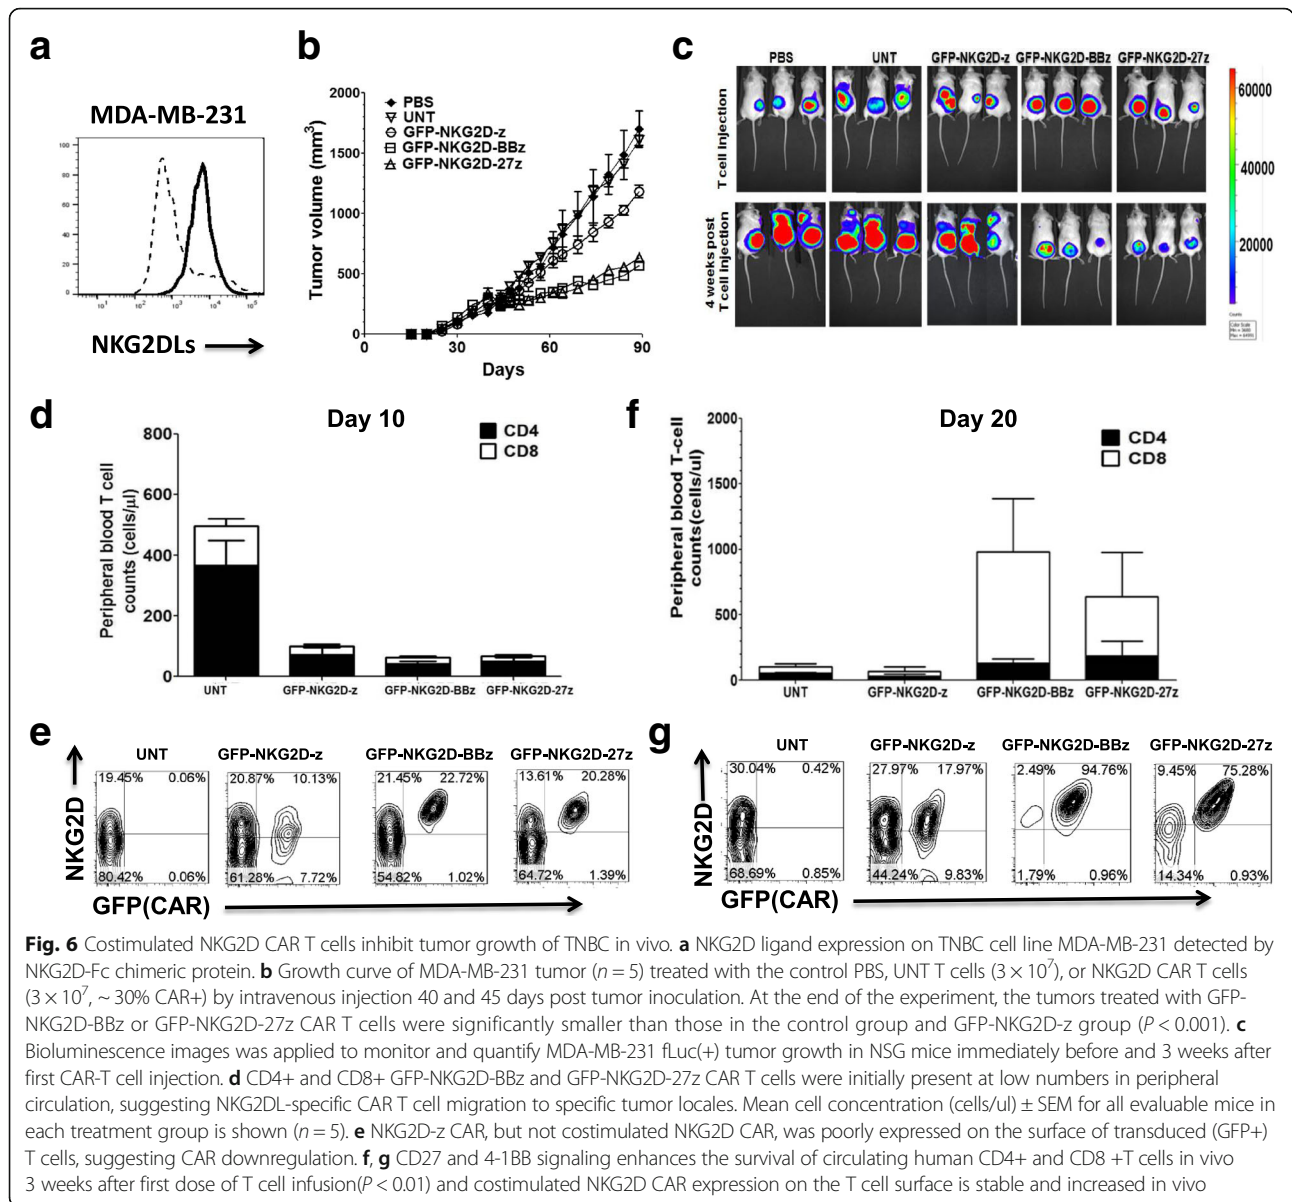 a
MDA-MB-231
100
80
60
40
20
0
10¹ 10² 10³ 10⁴ 10⁵
NKG2DLs
b
Tumor volume (mm³)
2000
1500
1000
500
0
PBS
UNT
GFP-NKG2D-z
GFP-NKG2D-BBz
GFP-NKG2D-27z
0 30 60 90
Days
c
PBS UNT GFP-NKG2D-z GFP-NKG2D-BBz GFP-NKG2D-27z
T cell injection
4 weeks post
T cell injection
60000
40000
20000
Counts
Color Scale
d
Day 10
Peripheral blood T cell
counts (cells/µl)
800
600
400
200
0
CD4
CD8
UNT GFP-NKG2D-z GFP-NKG2D-BBz GFP-NKG2D-27z
f
Day 20
Peripheral blood T-cell
counts(cells/ul)
2000
1500
1000
500
0
CD4
CD8
UNT GFP-NKG2D-z GFP-NKG2D-BBz GFP-NKG2D-27z
e
NKG2D
UNT GFP-NKG2D-z GFP-NKG2D-BBz GFP-NKG2D-27z
19.45% 0.06% 20.87% 10.13% 21.45% 22.72% 13.61% 20.28%
80.42% 0.06% 61.28% 7.72% 54.82% 1.02% 64.72% 1.39%
GFP(CAR)
g
NKG2D
UNT GFP-NKG2D-z GFP-NKG2D-BBz GFP-NKG2D-27z
30.04% 0.42% 27.97% 17.97% 2.49% 94.76% 9.45% 75.28%
68.69% 0.85% 44.24% 9.83% 1.79% 0.96% 14.34% 0.93%
GFP(CAR)
Fig. 6 Costimulated NKG2D CAR T cells inhibit tumor growth of TNBC in vivo. a NKG2D ligand expression on TNBC cell line MDA-MB-231 detected by
NKG2D-Fc chimeric protein. b Growth curve of MDA-MB-231 tumor (n = 5) treated with the control PBS, UNT T cells (3 × 10⁷), or NKG2D CAR T cells
(3 × 10⁷, ~ 30% CAR+) by intravenous injection 40 and 45 days post tumor inoculation. At the end of the experiment, the tumors treated with GFP-
NKG2D-BBz or GFP-NKG2D-27z CAR T cells were significantly smaller than those in the control group and GFP-NKG2D-z group (P < 0.001). c
Bioluminescence images was applied to monitor and quantify MDA-MB-231 fLuc(+) tumor growth in NSG mice immediately before and 3 weeks after
first CAR-T cell injection. d CD4+ and CD8+ GFP-NKG2D-BBz and GFP-NKG2D-27z CAR T cells were initially present at low numbers in peripheral
circulation, suggesting NKG2DL-specific CAR T cell migration to specific tumor locales. Mean cell concentration (cells/ul) ± SEM for all evaluable mice in
each treatment group is shown (n = 5). e NKG2D-z CAR, but not costimulated NKG2D CAR, was poorly expressed on the surface of transduced (GFP+)
T cells, suggesting CAR downregulation. f, g CD27 and 4-1BB signaling enhances the survival of circulating human CD4+ and CD8 +T cells in vivo
3 weeks after first dose of T cell infusion(P < 0.01) and costimulated NKG2D CAR expression on the T cell surface is stable and increased in vivo